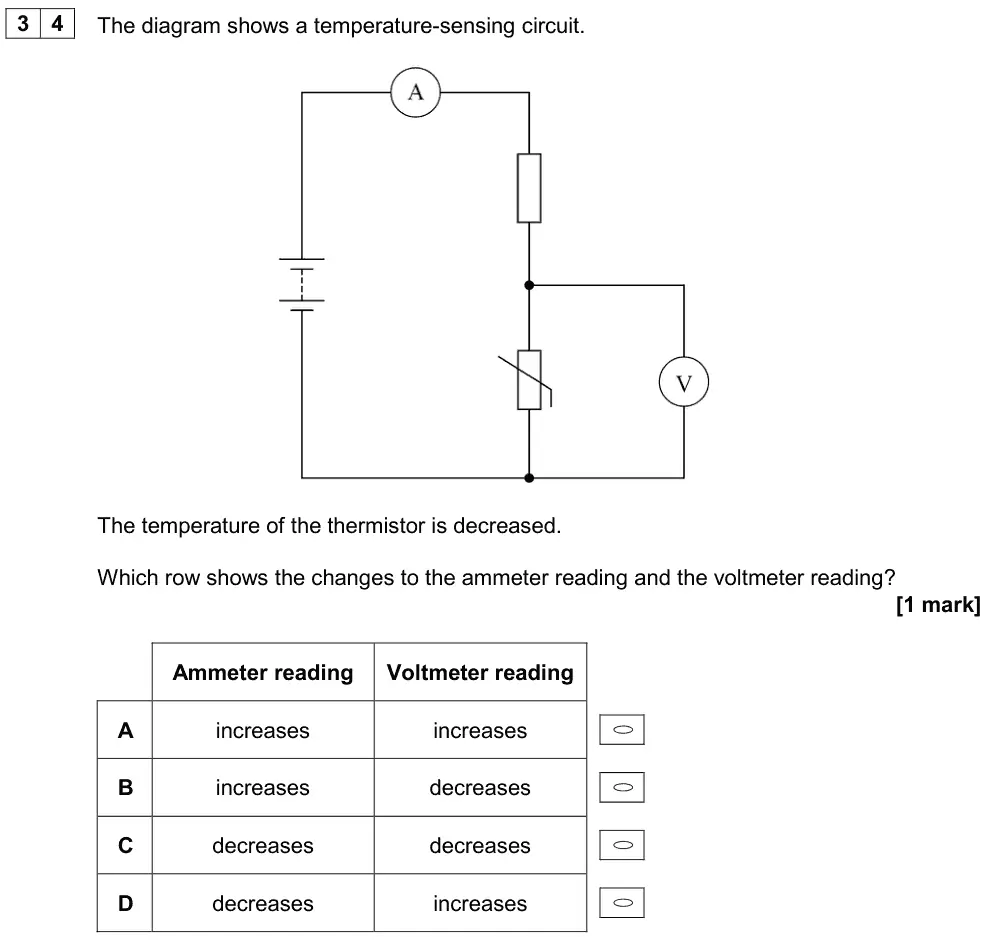 3 4 The diagram shows a temperature-sensing circuit.
A
V
The temperature of the thermistor is decreased.
Which row shows the changes to the ammeter reading and the voltmeter reading?
[1 mark]
Ammeter reading Voltmeter reading
A increases increases
B increases decreases
C decreases decreases
D decreases increases